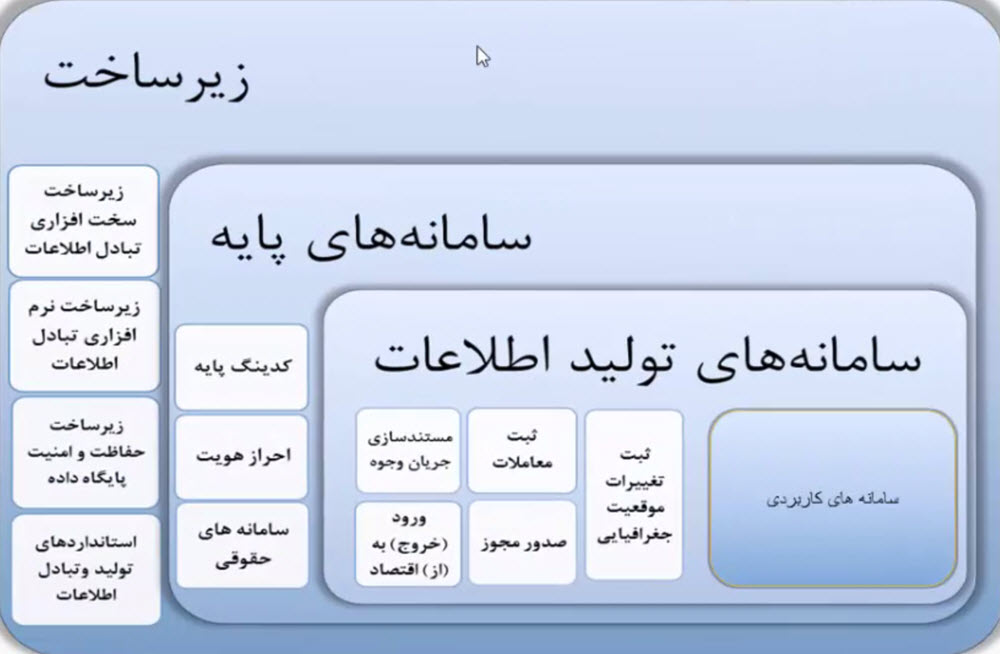 زیرساخت
زیرساخت
سخت افزاری
تبادل اطلاعات
زیرساخت نرم
افزاری تبادل
اطلاعات
زیرساخت
حفاظت و امنیت
پایگاه داده
استانداردهای
تولید وتبادل
اطلاعات
سامانه‌های پایه
کدینگ پایه
احراز هویت
سامانه های
حقوقی
سامانه‌های تولید اطلاعات
سامانه های کاربردی
ثبت
تغییرات
موقعیت
جغرافیایی
ثبت
معاملات
صدور مجوز
مستندسازی
جریان وجوه
ورود
(خروج) به
(از) اقتصاد